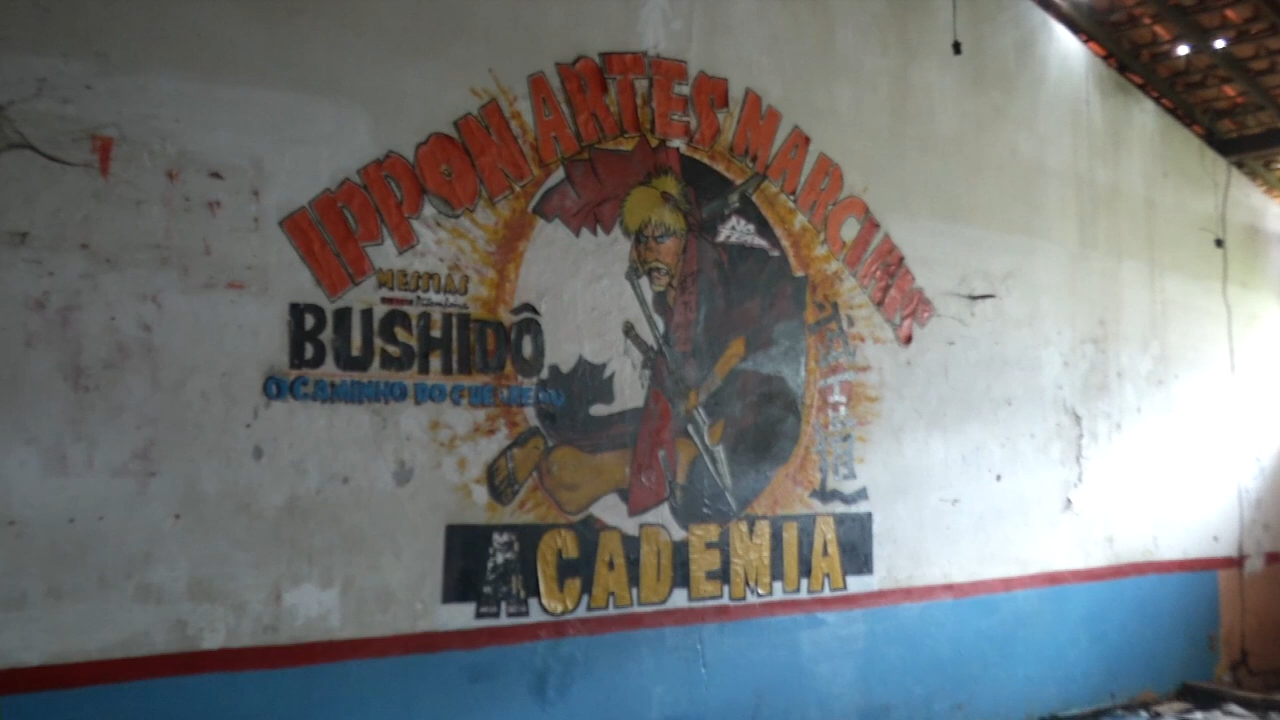 IPPON ARTES MARCIAIS
MESSIAS
BUSHIDÔ
O CAMINHO DO GUERREIRO
ACADEMIA